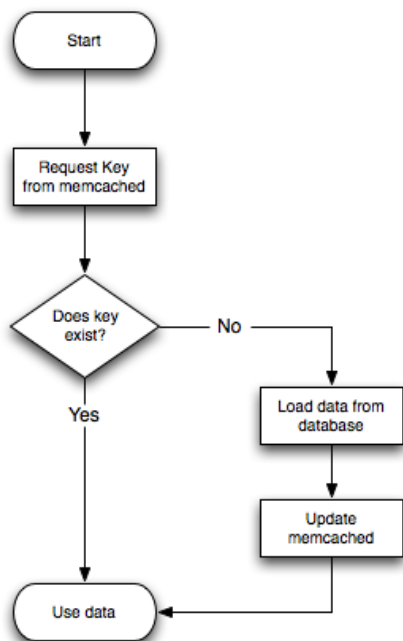 Start
Request Key
from memcached
Does key
exist?
No
Yes
Load data from
database
Update
memcached
Use data